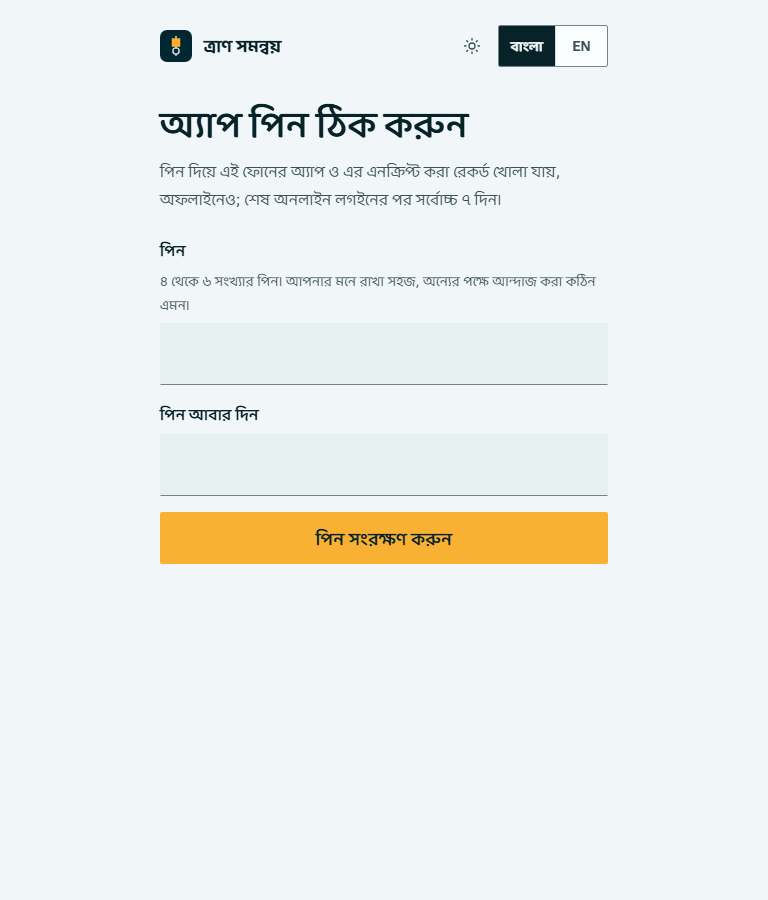 ত্রাণ সমন্বয়
বাংলা
EN
অ্যাপ পিন ঠিক করুন
পিন দিয়ে এই ফোনের অ্যাপ ও এর এনক্রিপ্ট করা রেকর্ড খোলা যায়,
অফলাইনেও; শেষ অনলাইন লগইনের পর সর্বোচ্চ ৭ দিন।
পিন
৪ থেকে ৬ সংখ্যার পিন। আপনার মনে রাখা সহজ, অন্যের পক্ষে আন্দাজ করা কঠিন
এমন।
পিন আবার দিন
পিন সংরক্ষণ করুন